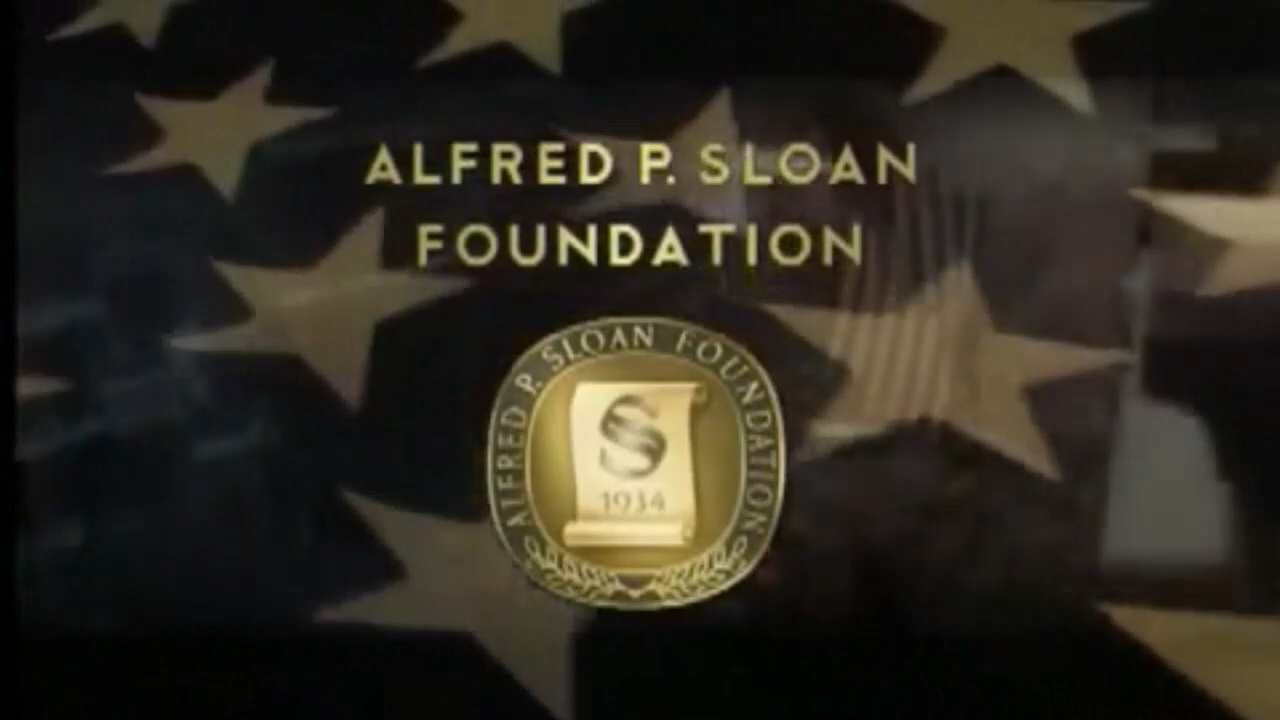 ALFRED P. SLOAN
FOUNDATION
ALFRED P. SLOAN FOUNDATION
S
1934